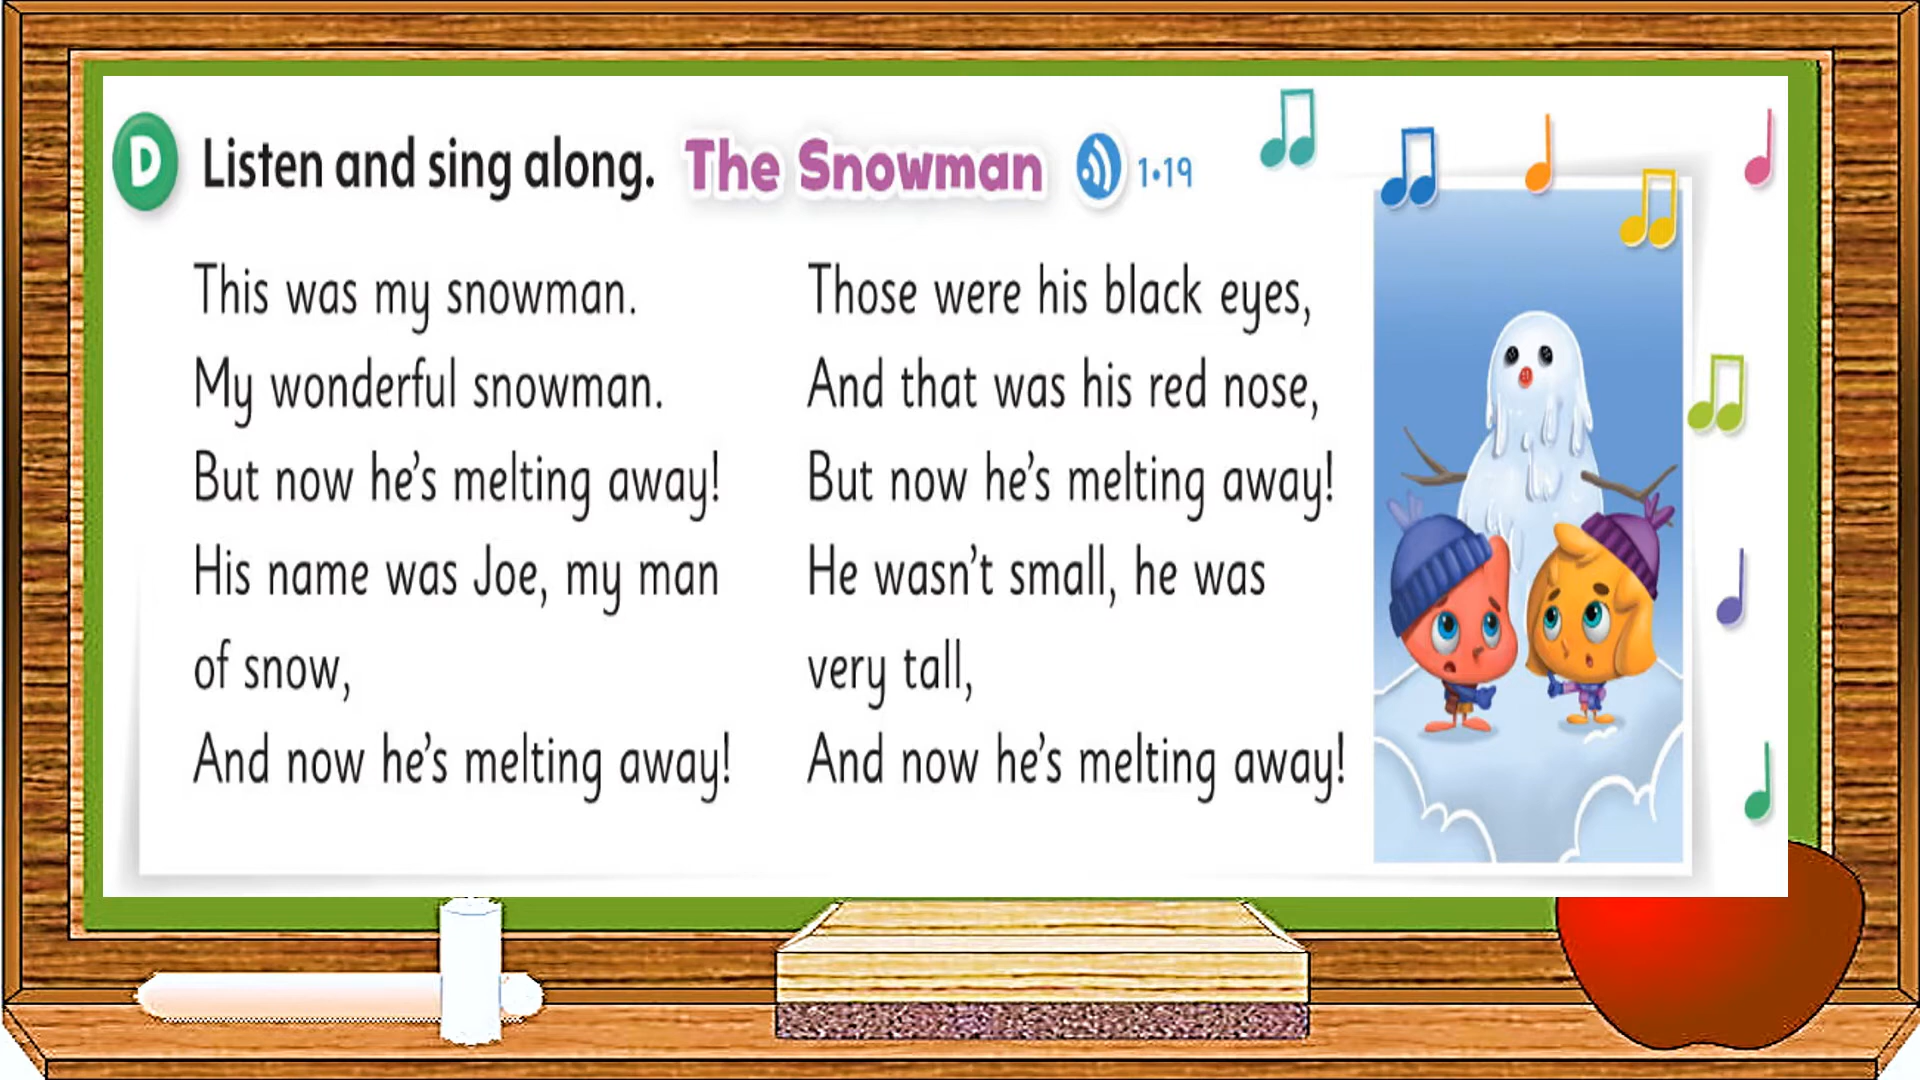 D Listen and sing along. The Snowman 1•19
This was my snowman.
My wonderful snowman.
But now he's melting away!
His name was Joe, my man
of snow,
And now he's melting away!
Those were his black eyes,
And that was his red nose,
But now he's melting away!
He wasn't small, he was
very tall,
And now he's melting away!